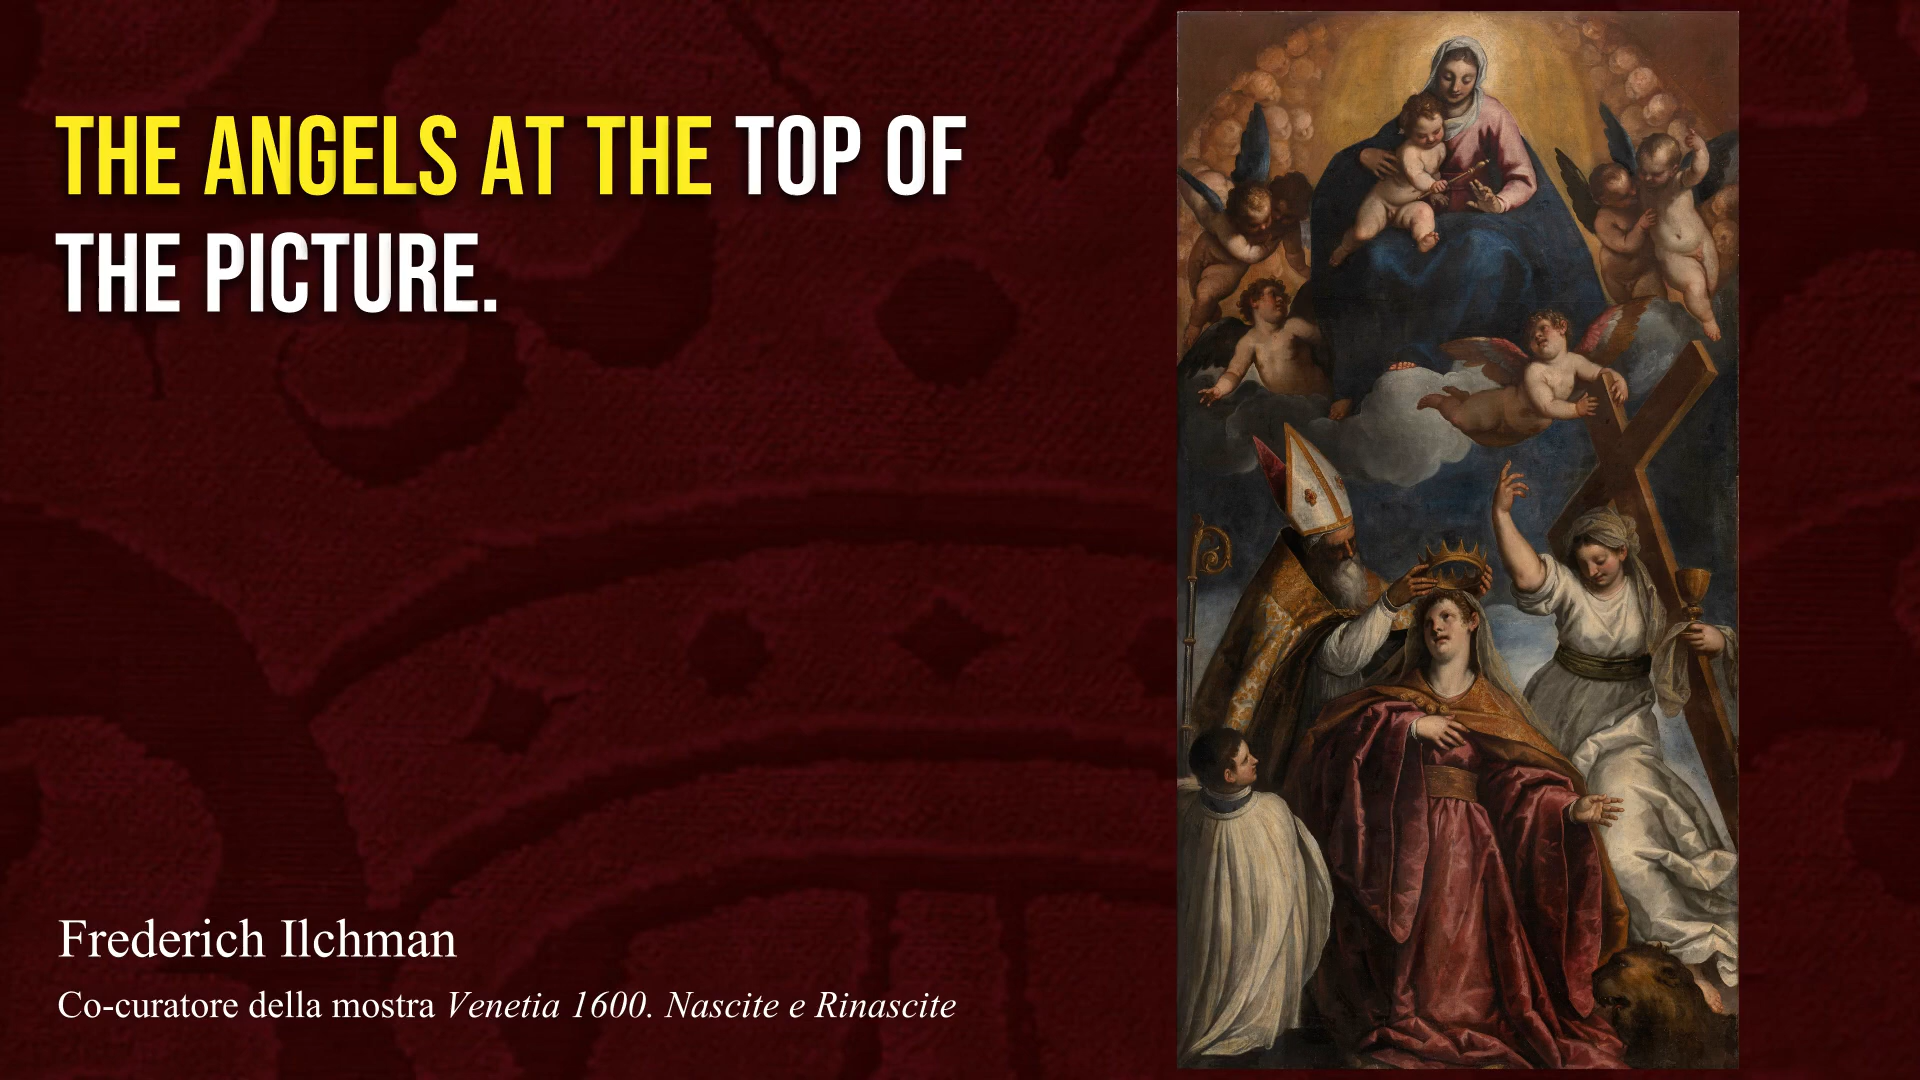 THE ANGELS AT THE TOP OF
THE PICTURE.
Frederich Ilchman
Co-curatore della mostra Venetia 1600. Nascite e Rinascite